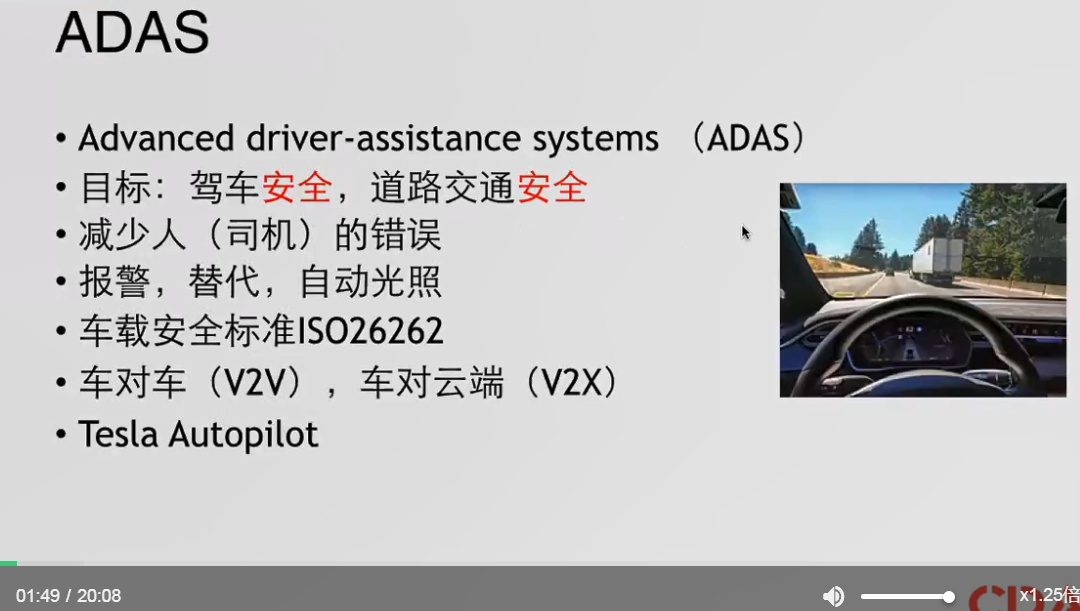 ADAS
• Advanced driver-assistance systems （ADAS）
• 目标：驾车安全，道路交通安全
• 减少人（司机）的错误
• 报警，替代，自动光照
• 车载安全标准ISO26262
• 车对车（V2V），车对云端（V2X）
• Tesla Autopilot
01:49 / 20:08
x1.25倍